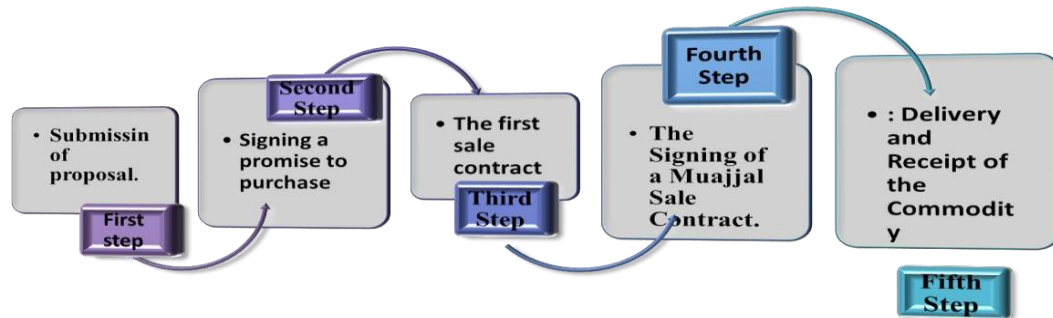 • Submissin
of
proposal.
First
step
Second
Step
• Signing a
promise to
purchase
• The first
sale
contract
Third
Step
Fourth
Step
• The
Signing of
a Muajjal
Sale
Contract.
• : Delivery
and
Receipt of
the
Commodit
y
Fifth
Step